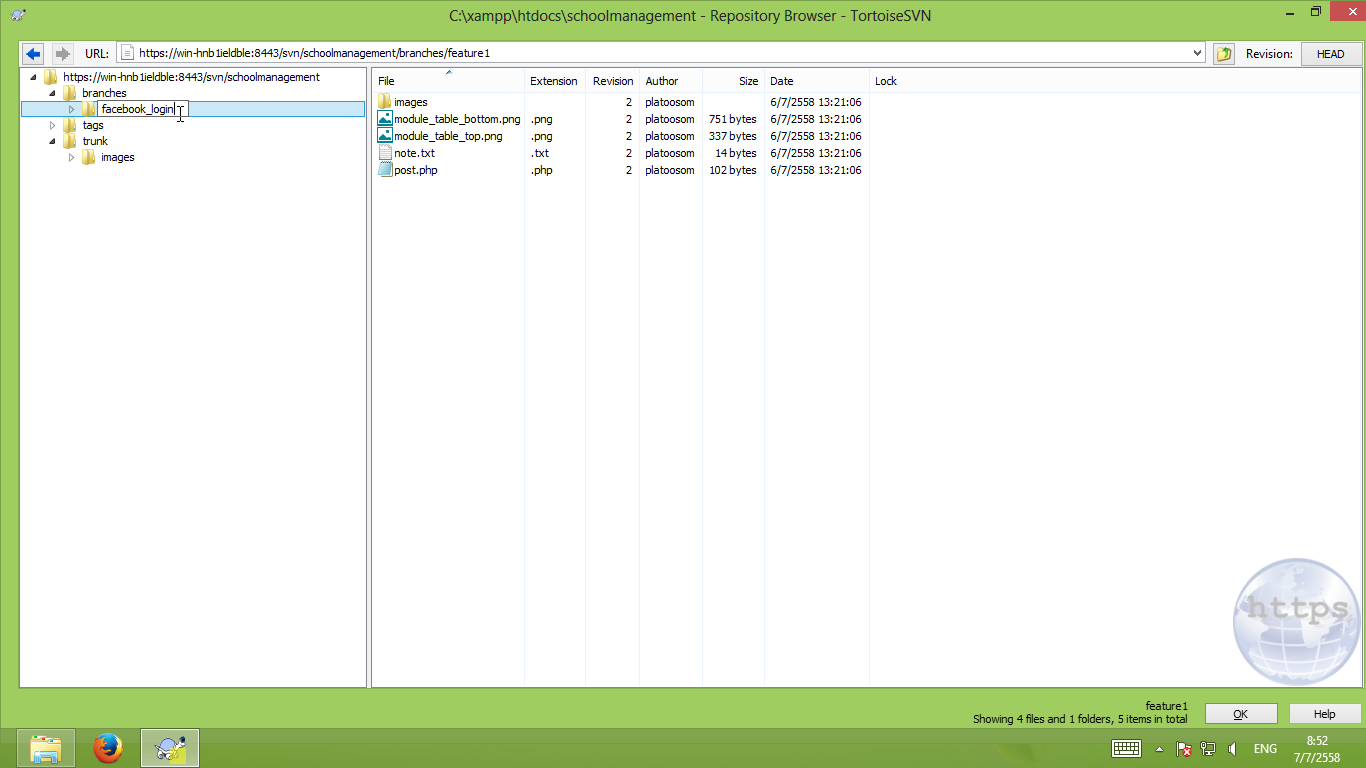 C:\xampp\htdocs\schoolmanagement - Repository Browser - TortoiseSVN
URL: https://win-hnb1ieldble:8443/svn/schoolmanagement/branches/feature1 Revision: HEAD
https://win-hnb1ieldble:8443/svn/schoolmanagement
branches
facebook_login
tags
trunk
images
File Extension Revision Author Size Date Lock
images 2 platoosom 6/7/2558 13:21:06
module_table_bottom.png .png 2 platoosom 751 bytes 6/7/2558 13:21:06
module_table_top.png .png 2 platoosom 337 bytes 6/7/2558 13:21:06
note.txt .txt 2 platoosom 14 bytes 6/7/2558 13:21:06
post.php .php 2 platoosom 102 bytes 6/7/2558 13:21:06
https
feature1
Showing 4 files and 1 folders, 5 items in total
OK Help
ENG 8:52
7/7/2558